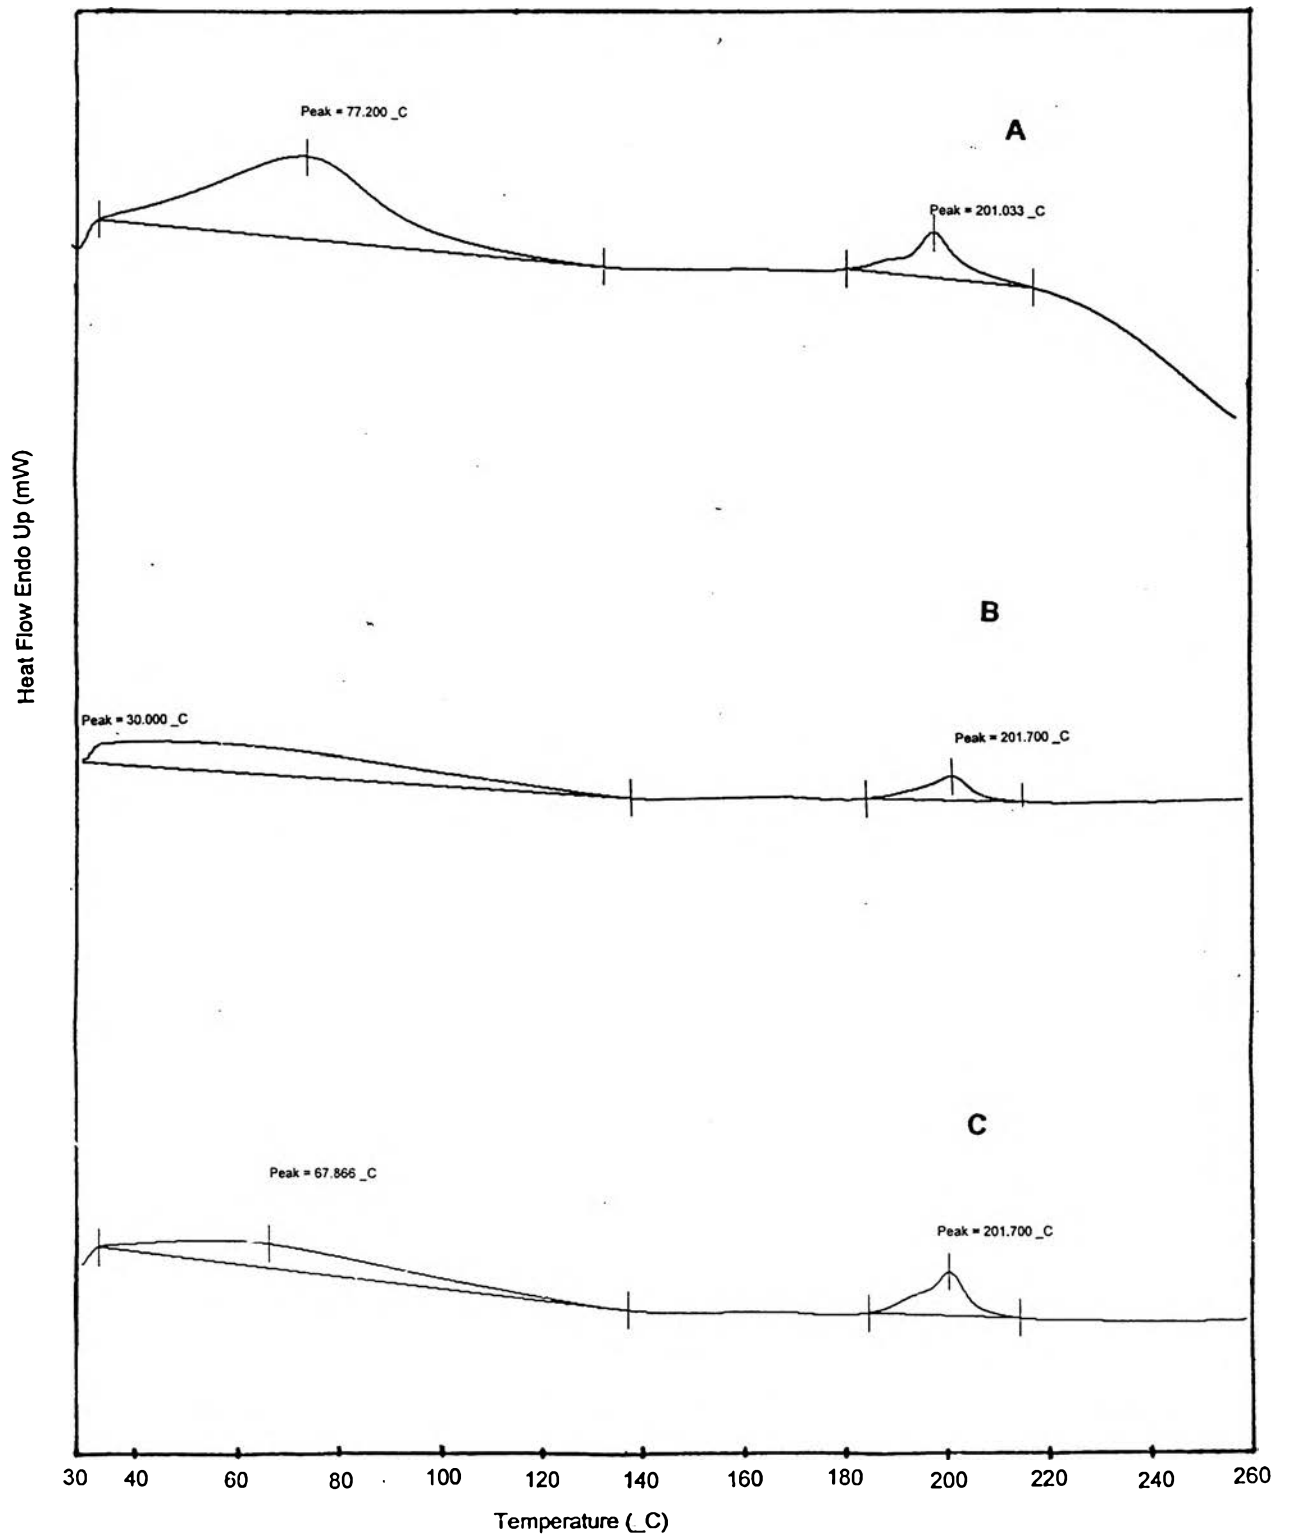 Peak = 77.200 _C
A
Peak = 201.033 _C
Heat Flow Endo Up (mW)
B
Peak = 30.000 _C
Peak = 201.700 _C
C
Peak = 67.866 _C
Peak = 201.700 _C
30 40 60 80 100 120 140 160 180 200 220 240 260
Temperature (_C)